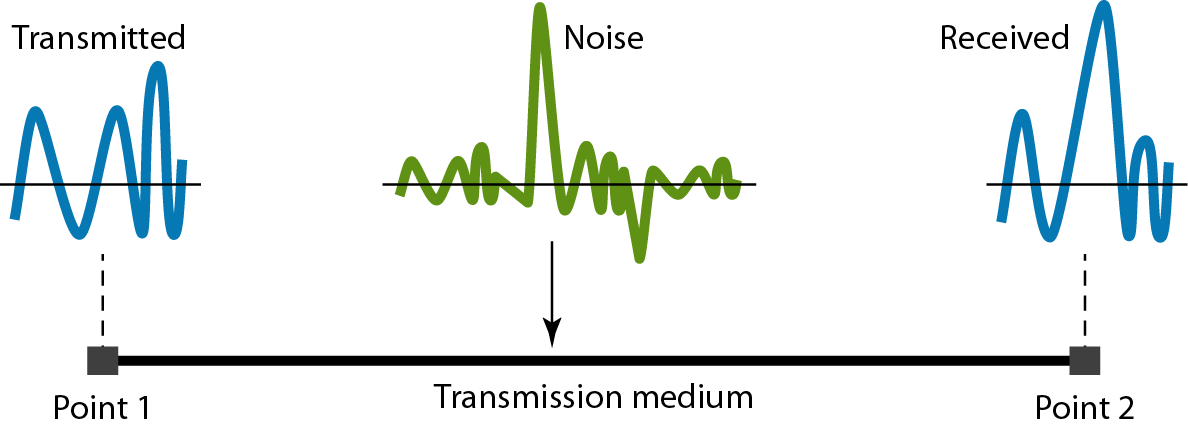 Transmitted
Noise
Received
Transmission medium
Point 1
Point 2